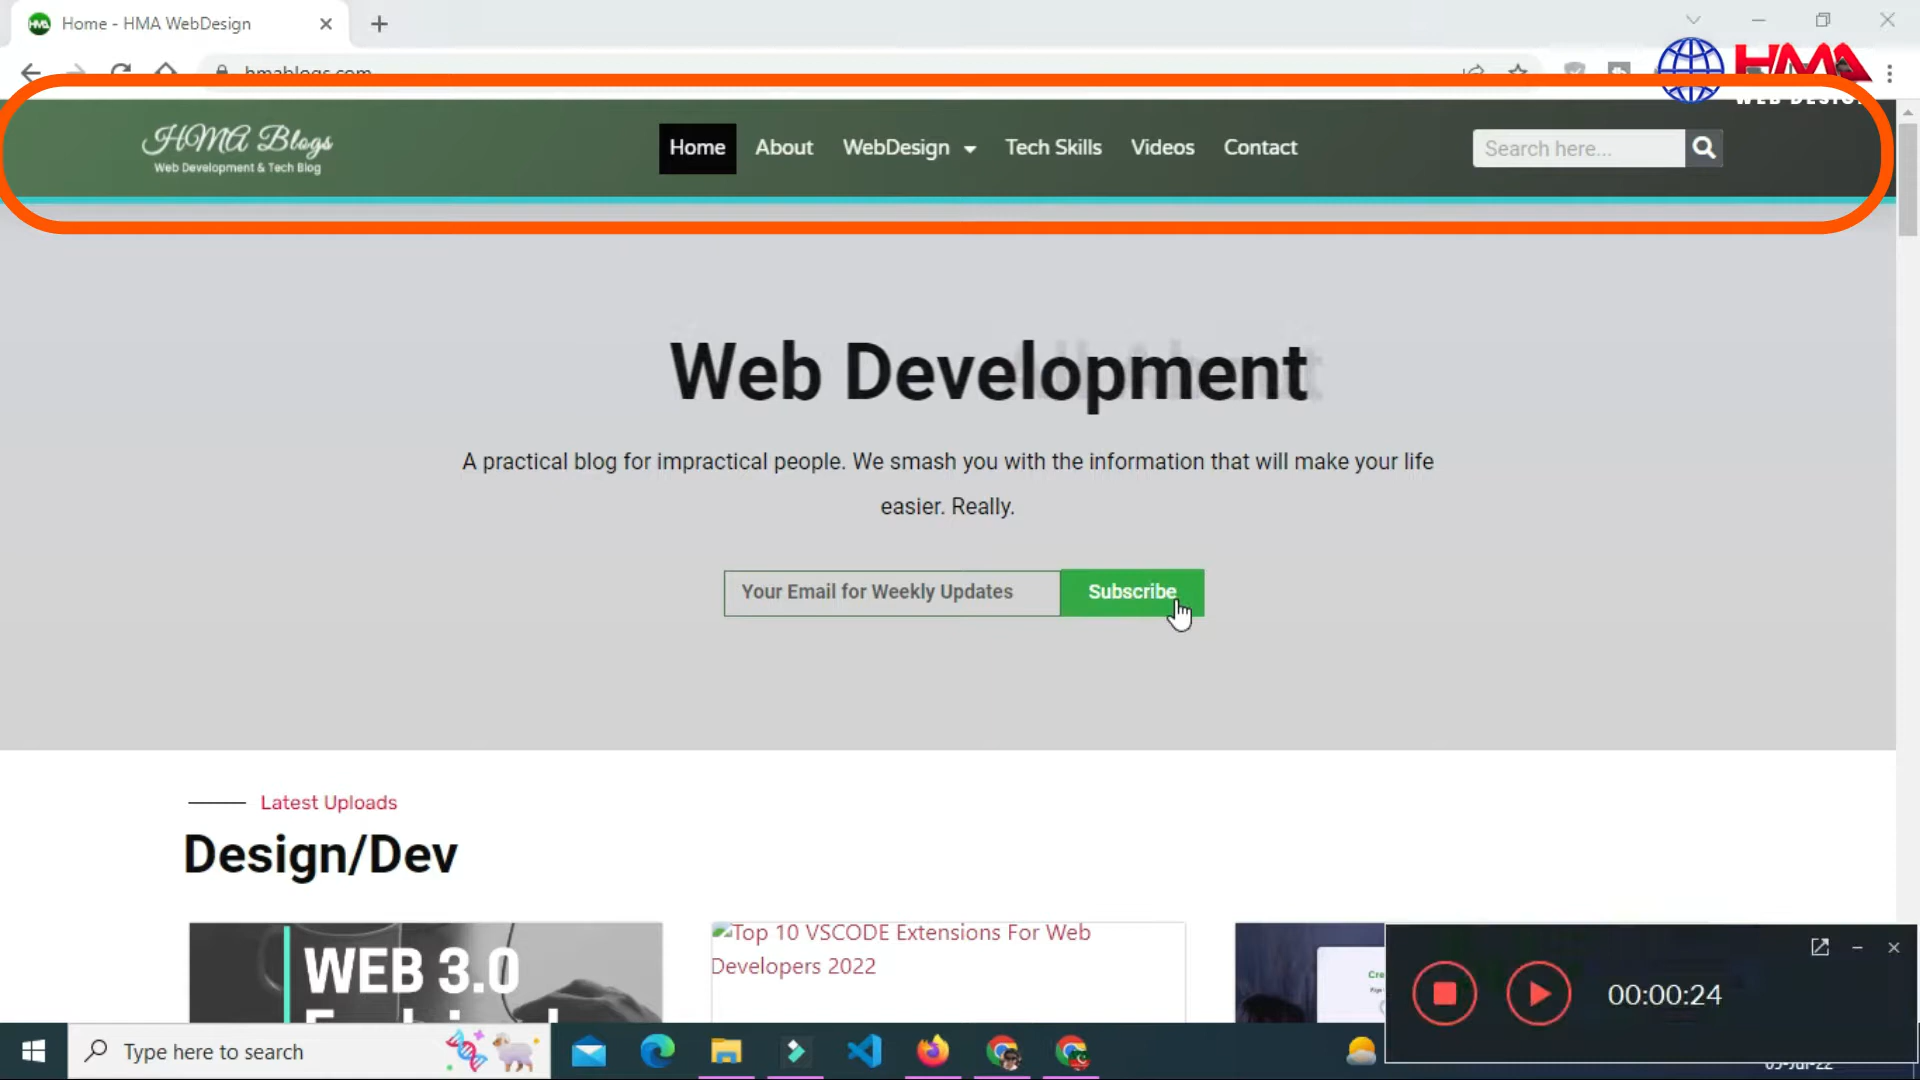 Home - HMA WebDesign
hmablogs.com
HMA
WEB DESIGN
HMA Blogs
Web Development & Tech Blog
Home About WebDesign Tech Skills Videos Contact
Search here...
Web Development
A practical blog for impractical people. We smash you with the information that will make your life
easier. Really.
Your Email for Weekly Updates Subscribe
Latest Uploads
Design/Dev
WEB 3.0
Top 10 VSCODE Extensions For Web
Developers 2022
00:00:24
Type here to search